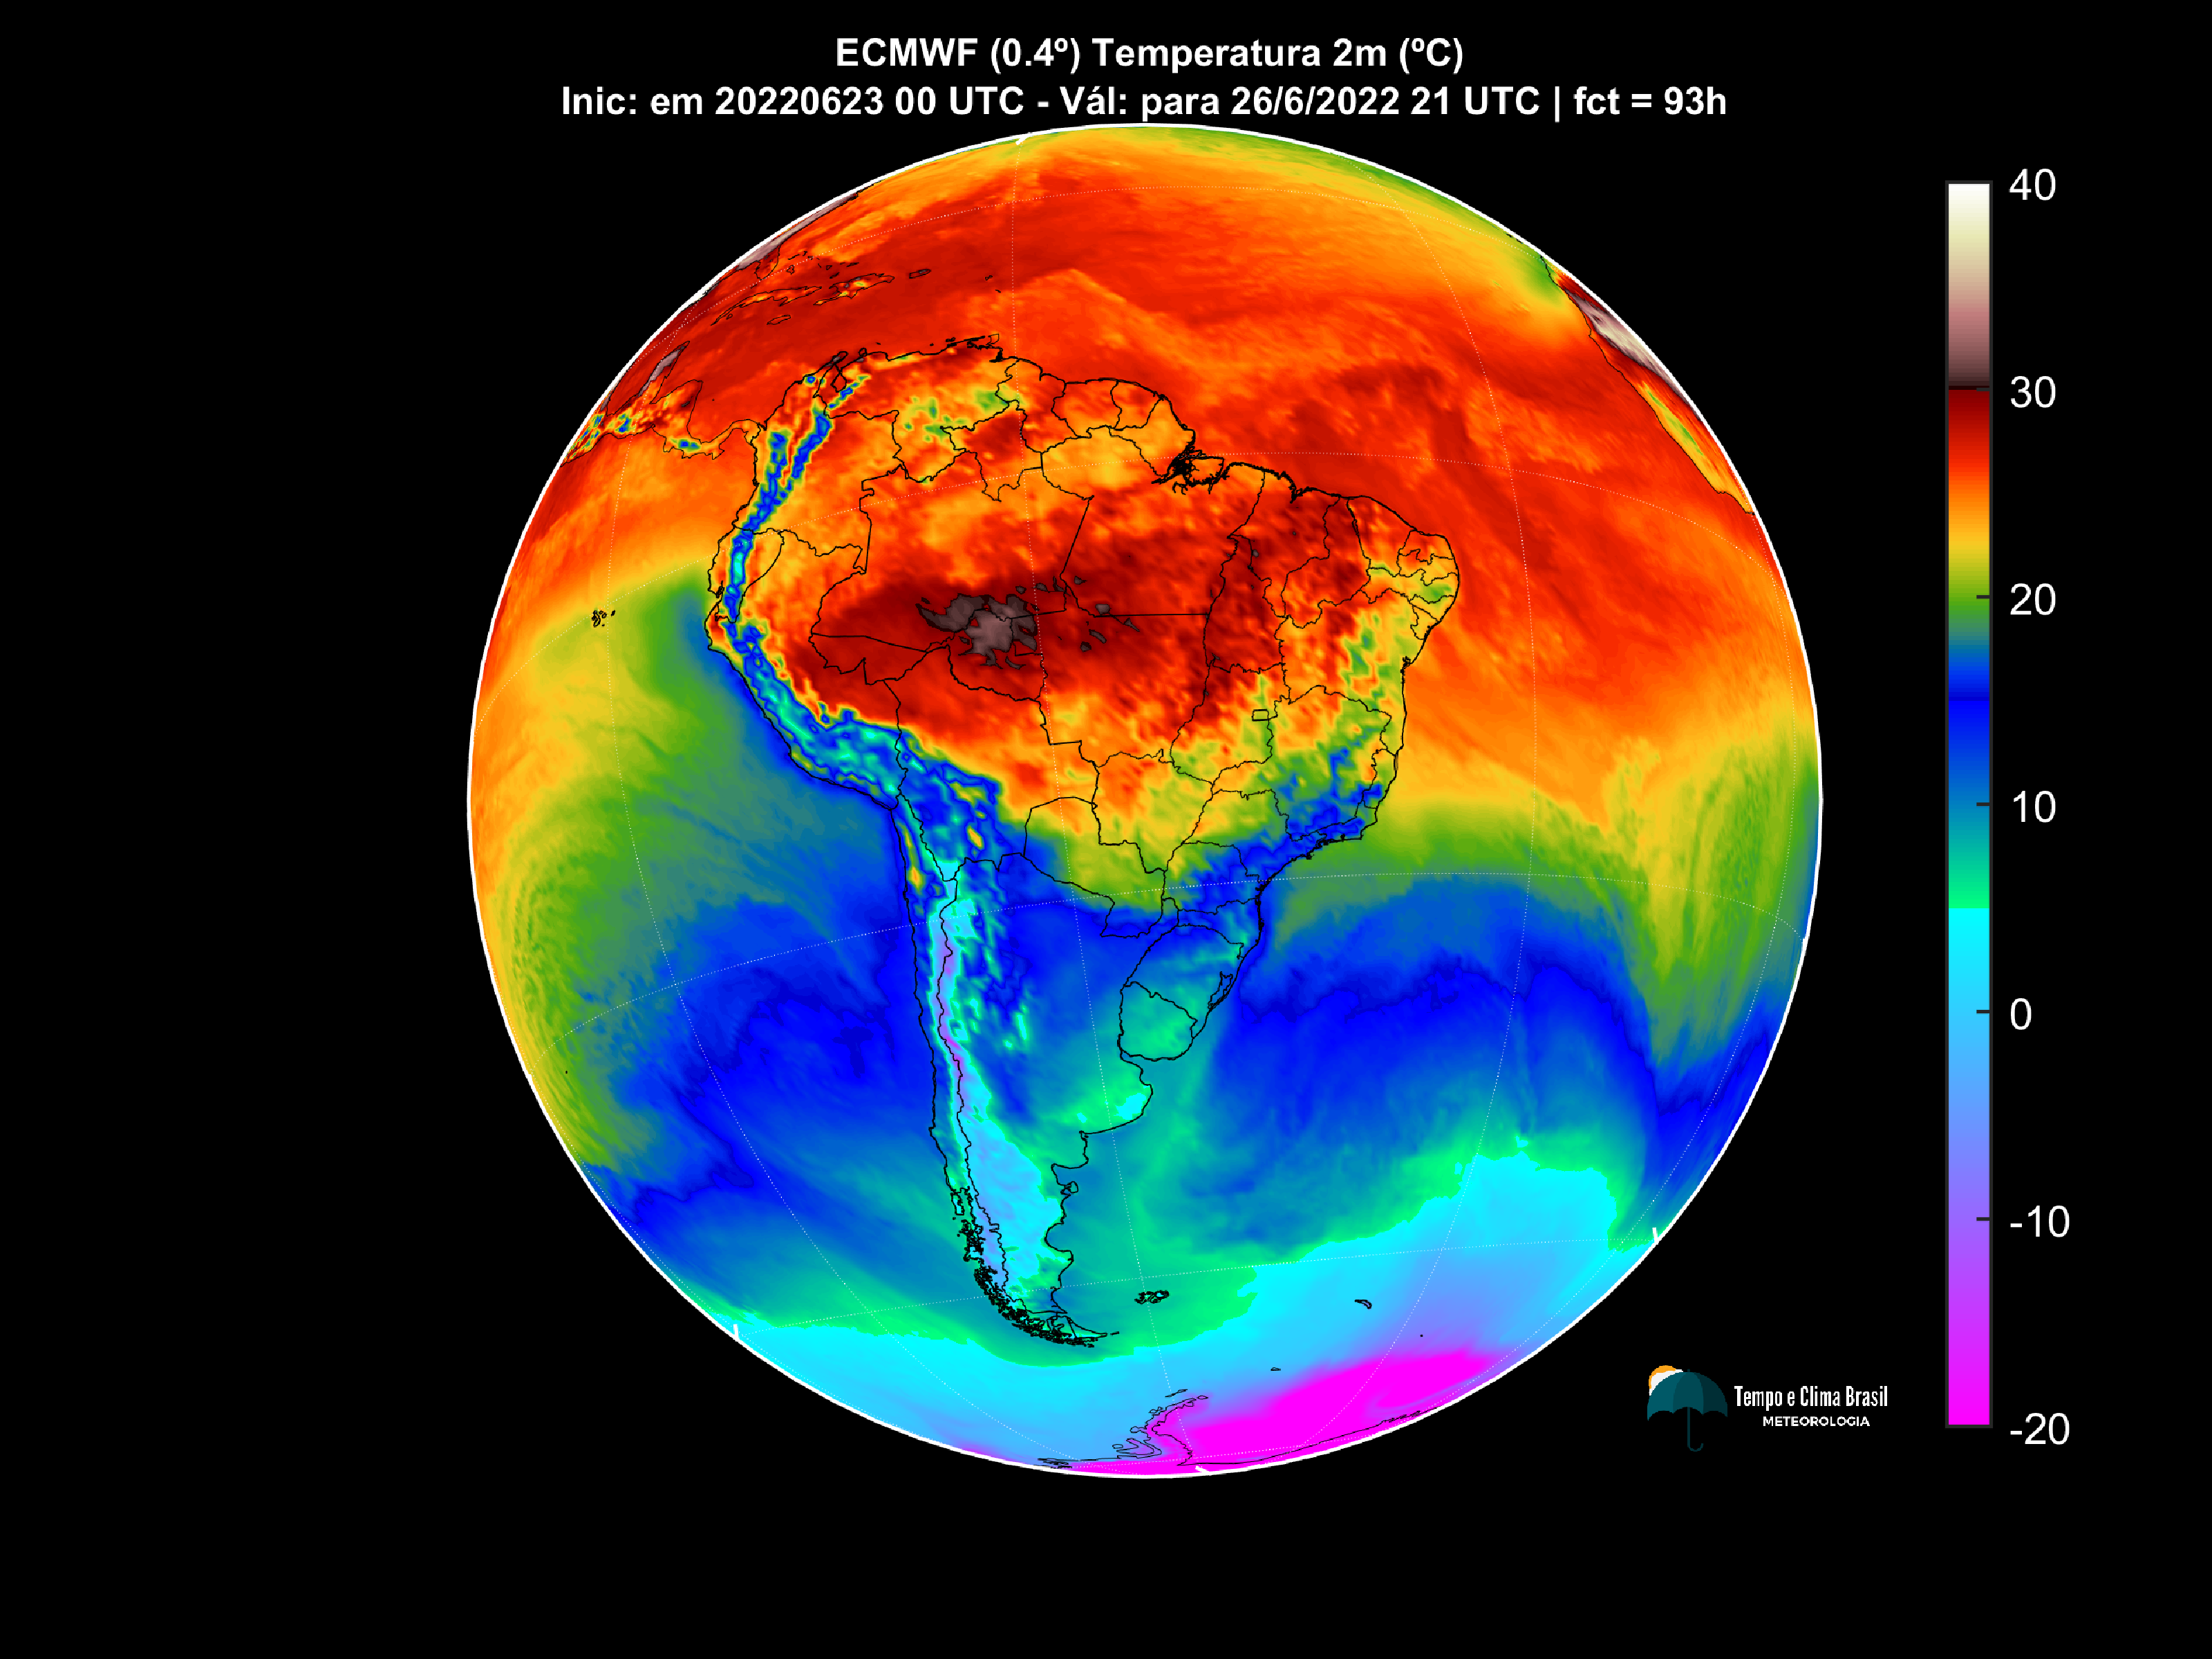 ECMWF (0.4º) Temperatura 2m (ºC)
Inic: em 20220623 00 UTC - Vál: para 26/6/2022 21 UTC | fct = 93h
40
30
20
10
0
-10
-20
Tempo e Clima Brasil
METEOROLOGIA